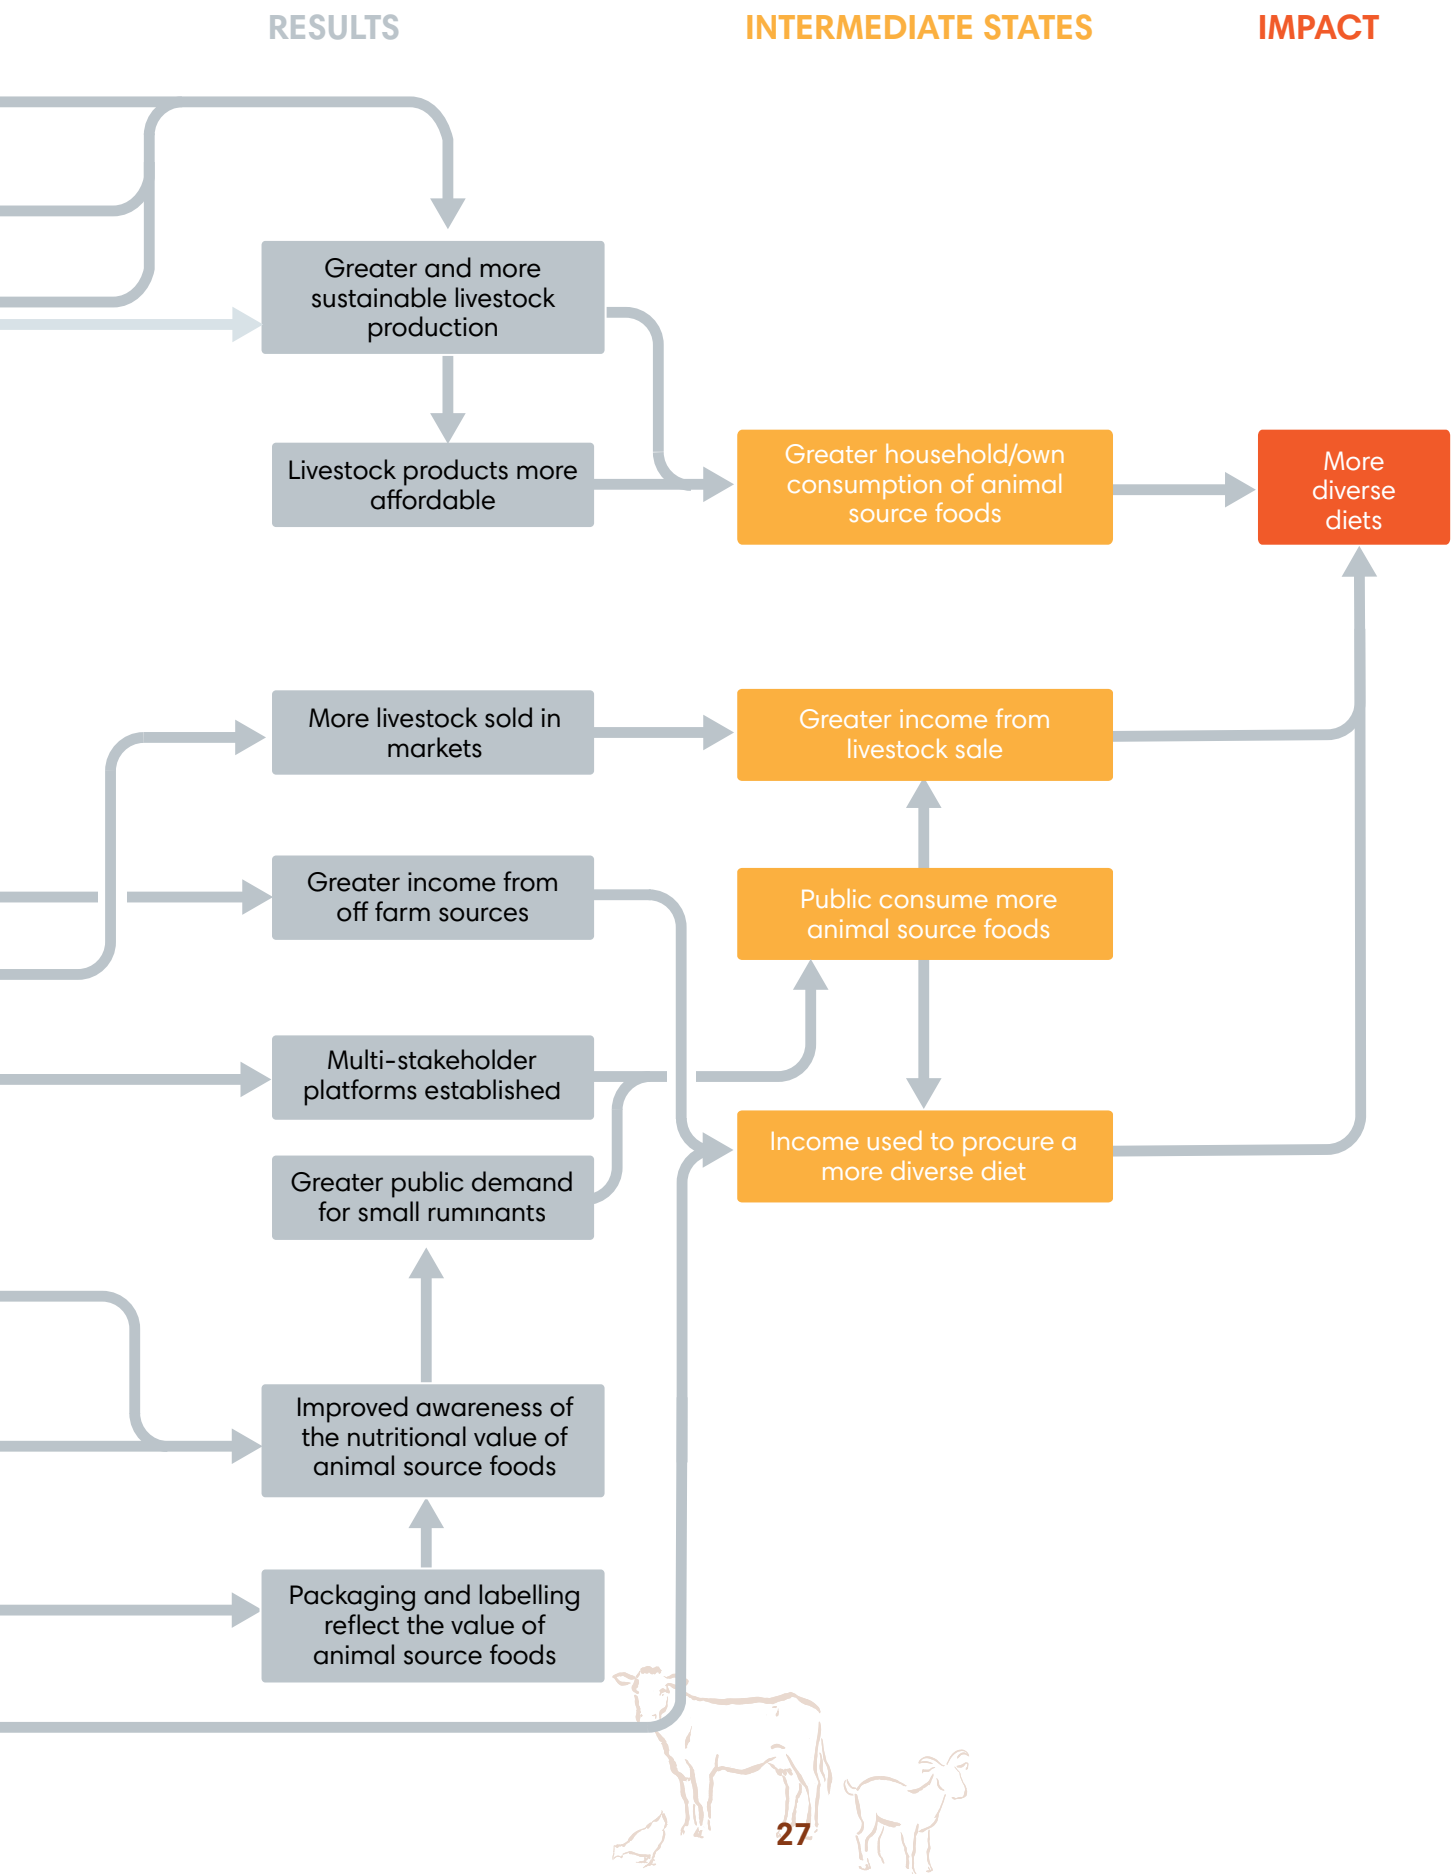 RESULTS
INTERMEDIATE STATES
IMPACT
Greater and more
sustainable livestock
production
Livestock products more
affordable
Greater household/own
consumption of animal
source foods
More
diverse
diets
More livestock sold in
markets
Greater income from
livestock sale
Greater income from
off farm sources
Public consume more
animal source foods
Multi-stakeholder
platforms established
Income used to procure a
more diverse diet
Greater public demand
for small ruminants
Improved awareness of
the nutritional value of
animal source foods
Packaging and labelling
reflect the value of
animal source foods
27